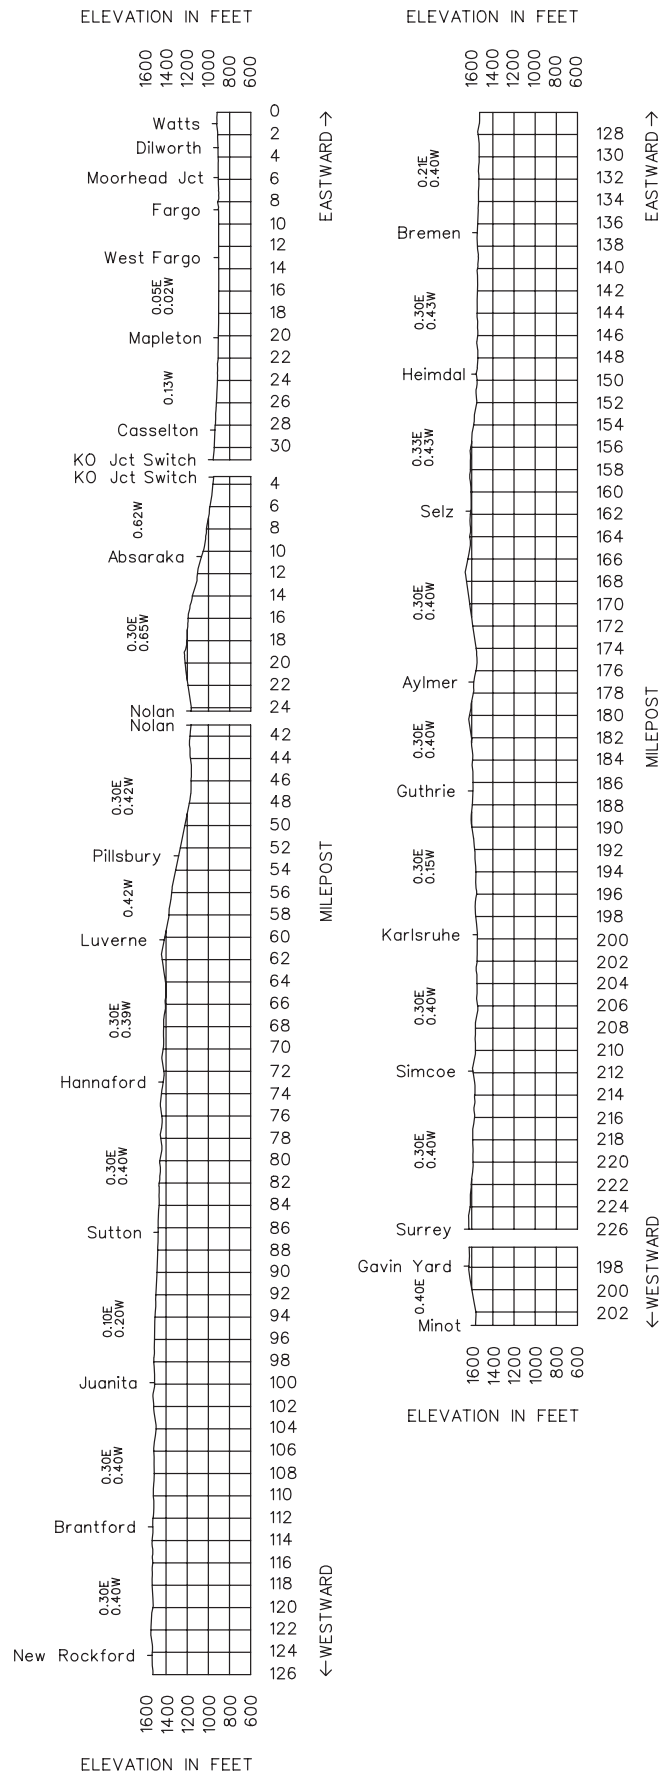 ELEVATION IN FEET
1600 1400 1200 1000 800 600
Watts
Dilworth
Moorhead Jct
Fargo
West Fargo
0.05E
0.02W
Mapleton
0.13W
Casselton
KO Jct Switch
KO Jct Switch
0.62W
Absaraka
0.30E
0.65W
Nolan
Nolan
0.30E
0.42W
Pillsbury
0.42W
Luverne
0.30E
0.39W
Hannaford
0.30E
0.40W
Sutton
0.10E
0.20W
Juanita
0.30E
0.40W
Brantford
0.30E
0.40W
New Rockford
0
2
4
6
8
10
12
14
16
18
20
22
24
26
28
30
4
6
8
10
12
14
16
18
20
22
24
42
44
46
48
50
52
54
56
58
60
62
64
66
68
70
72
74
76
78
80
82
84
86
88
90
92
94
96
98
100
102
104
106
108
110
112
114
116
118
120
122
124
126
EASTWARD →
MILEPOST
← WESTWARD
1600 1400 1200 1000 800 600
ELEVATION IN FEET
ELEVATION IN FEET
1600 1400 1200 1000 800 600
0.21E
0.40W
Bremen
0.30E
0.43W
Heimdal
0.33E
0.43W
Selz
0.30E
0.40W
Aylmer
0.30E
0.40W
Guthrie
0.30E
0.15W
Karlsruhe
0.30E
0.40W
Simcoe
0.30E
0.40W
Surrey
Gavin Yard
0.40E
Minot
128
130
132
134
136
138
140
142
144
146
148
150
152
154
156
158
160
162
164
166
168
170
172
174
176
178
180
182
184
186
188
190
192
194
196
198
200
202
204
206
208
210
212
214
216
218
220
222
224
226
198
200
202
EASTWARD →
MILEPOST
← WESTWARD
1600 1400 1200 1000 800 600
ELEVATION IN FEET